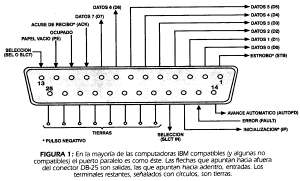 DATOS 6 (D6)
DATOS 7 (D7)
ACUSE DE RECIBO* (ACK)
OCUPADO
PAPEL VACIO (PE)
SELECCION
(SEL O SLCT)
DATOS 5 (D5)
DATOS 4 (D4)
DATOS 3 (D3)
DATOS 2 (D2)
DATOS 1 (D1)
DATOS 0 (D0)
ESTROBO* (STB)
13
1
25
14
AVANCE AUTOMATICO (AUTOFD)
ERROR (FAULT)
INICIALIZACION* (IP)
TIERRAS
SELECCION
(SLCT IN)
* PULSO NEGATIVO
FIGURA 1: En la mayoría de las computadoras IBM compatibles (y algunas no
compatibles) el puerto paralelo es como éste. Las flechas que apuntan hacia afuera
del conector DB-25 son salidas, las que apuntan hacia adentro, entradas. Los
terminales restantes, señalados con círculos, son tierras.